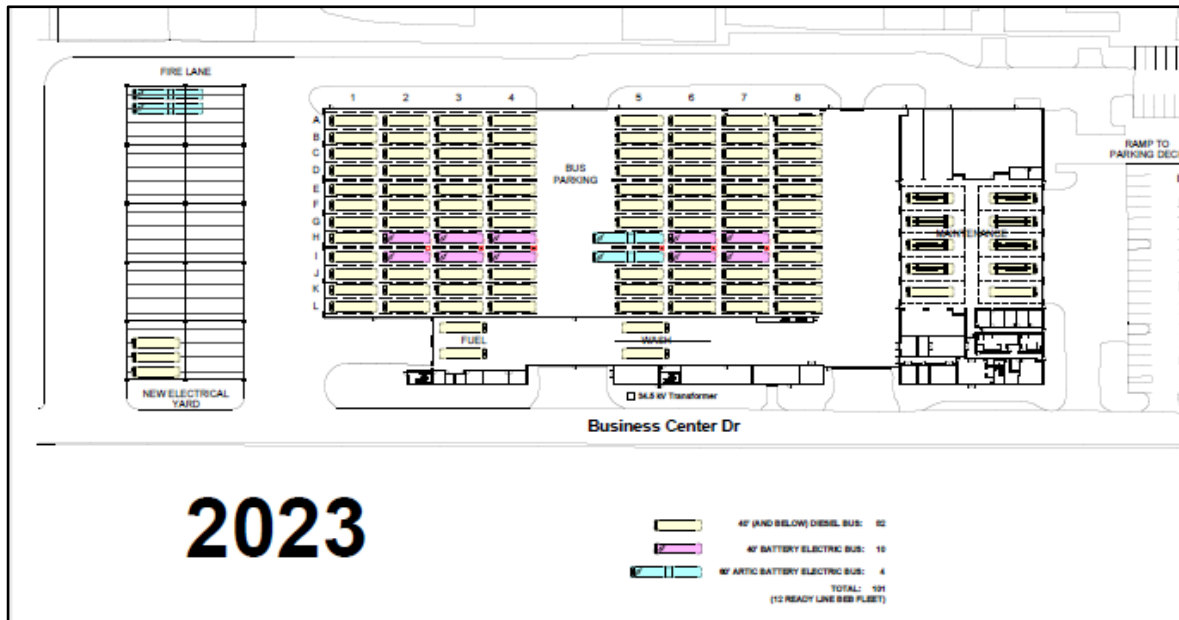 FIRE LANE
1 2 3 4 5 6 7 8
A
B
C
D
E
F
G
H
I
J
K
L
BUS
PARKING
RAMP TO
PARKING DEC
MAINTENANCE
FUEL
WASH
NEW ELECTRICAL
YARD
34.5 kV Transformer
Business Center Dr
2023
40' (AND BELOW) DIESEL BUS:
40' BATTERY ELECTRIC BUS: 10
60' ARTIC BATTERY ELECTRIC BUS: 4
TOTAL: 101
(12 READY LINE BEB FLEET)